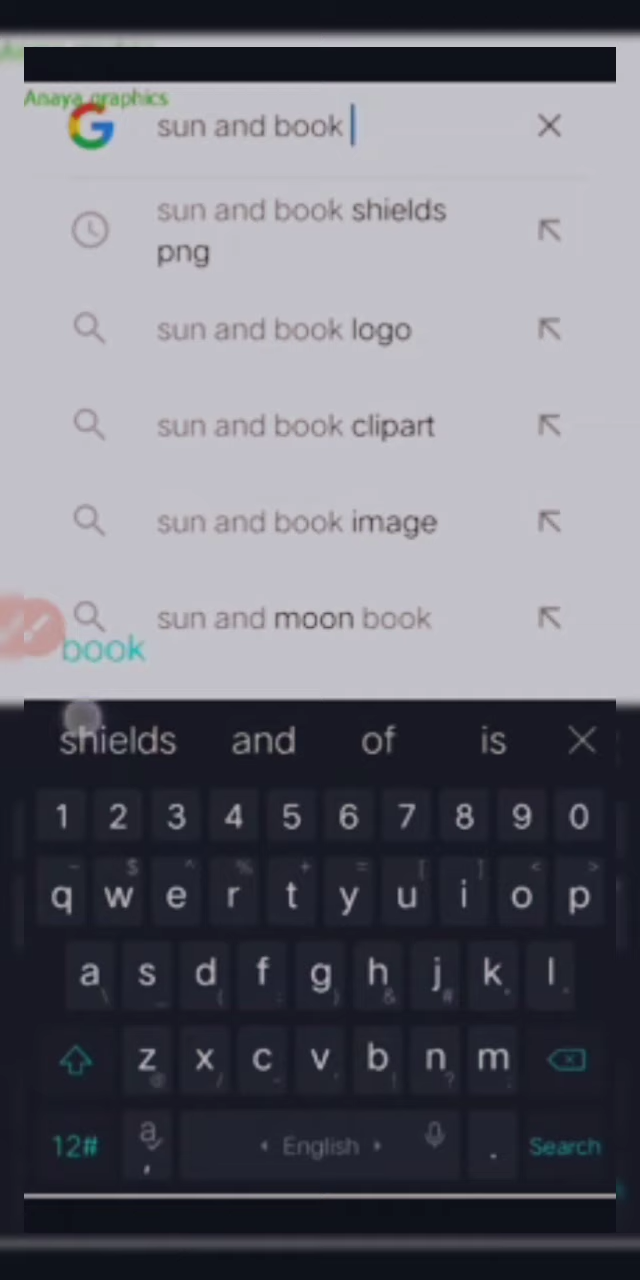 Anaya graphics
sun and book
sun and book shields
png
sun and book logo
sun and book clipart
sun and book image
sun and moon book
book
shields and of is
1 2 3 4 5 6 7 8 9 0
q w e r t y u i o p
a s d f g h j k l
z x c v b n m
12# , English . Search